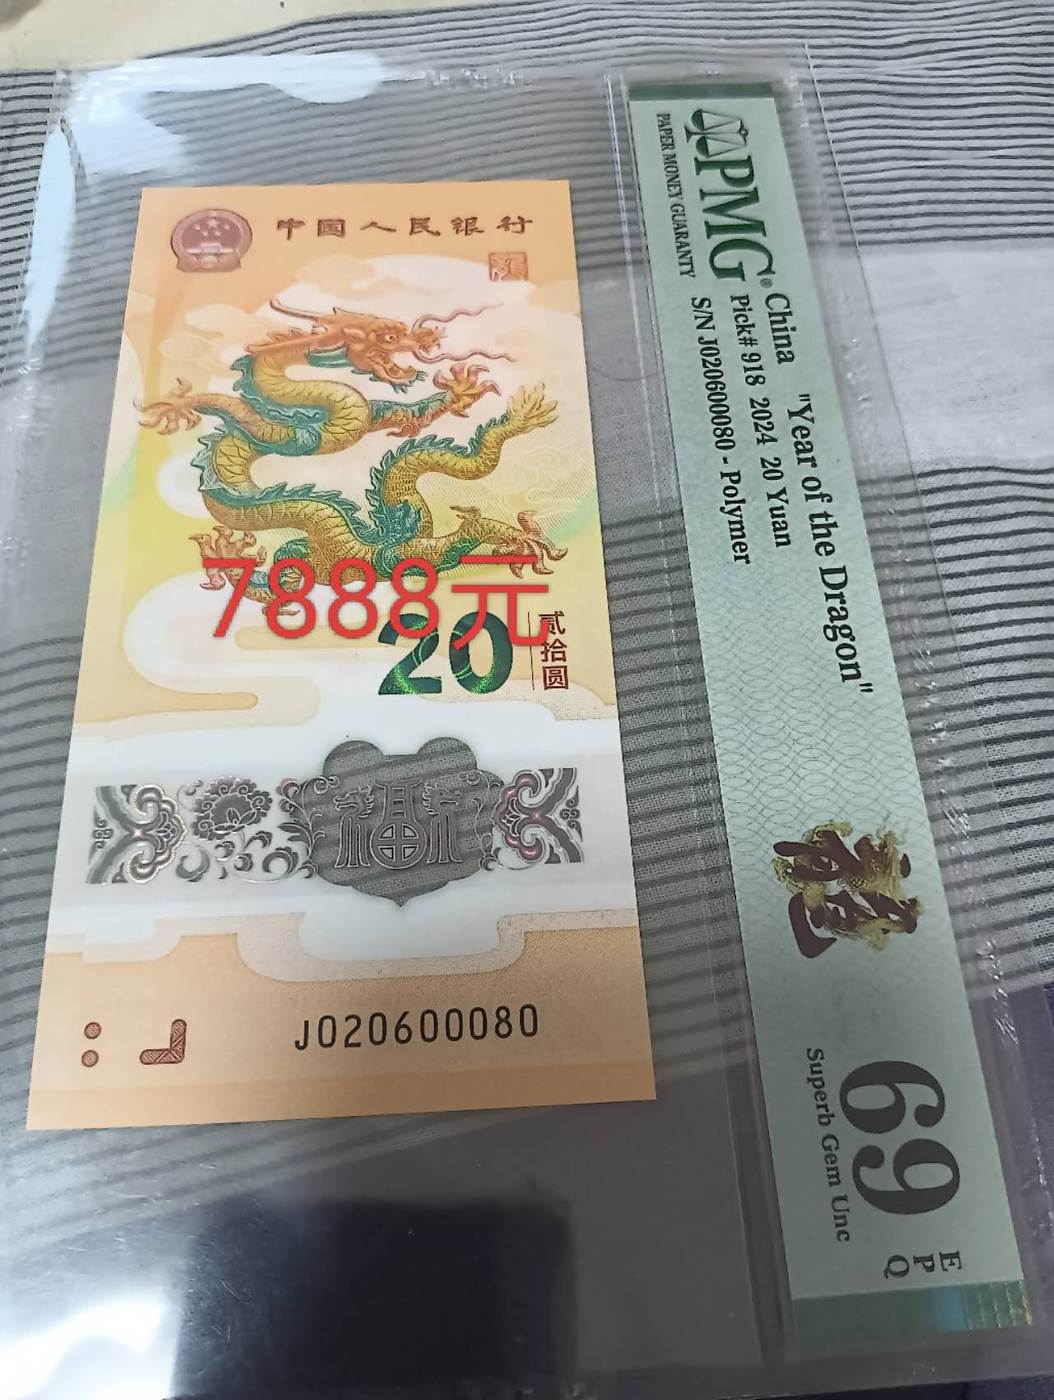 中国人民银行
7888元
20
贰拾圆
J020600080
PMG®
PAPER MONEY GUARANTY
China "Year of the Dragon"
Pick# 918 2024 20 Yuan
S/N J020600080 - Polymer
龙
69
EPQ
Superb Gem Unc